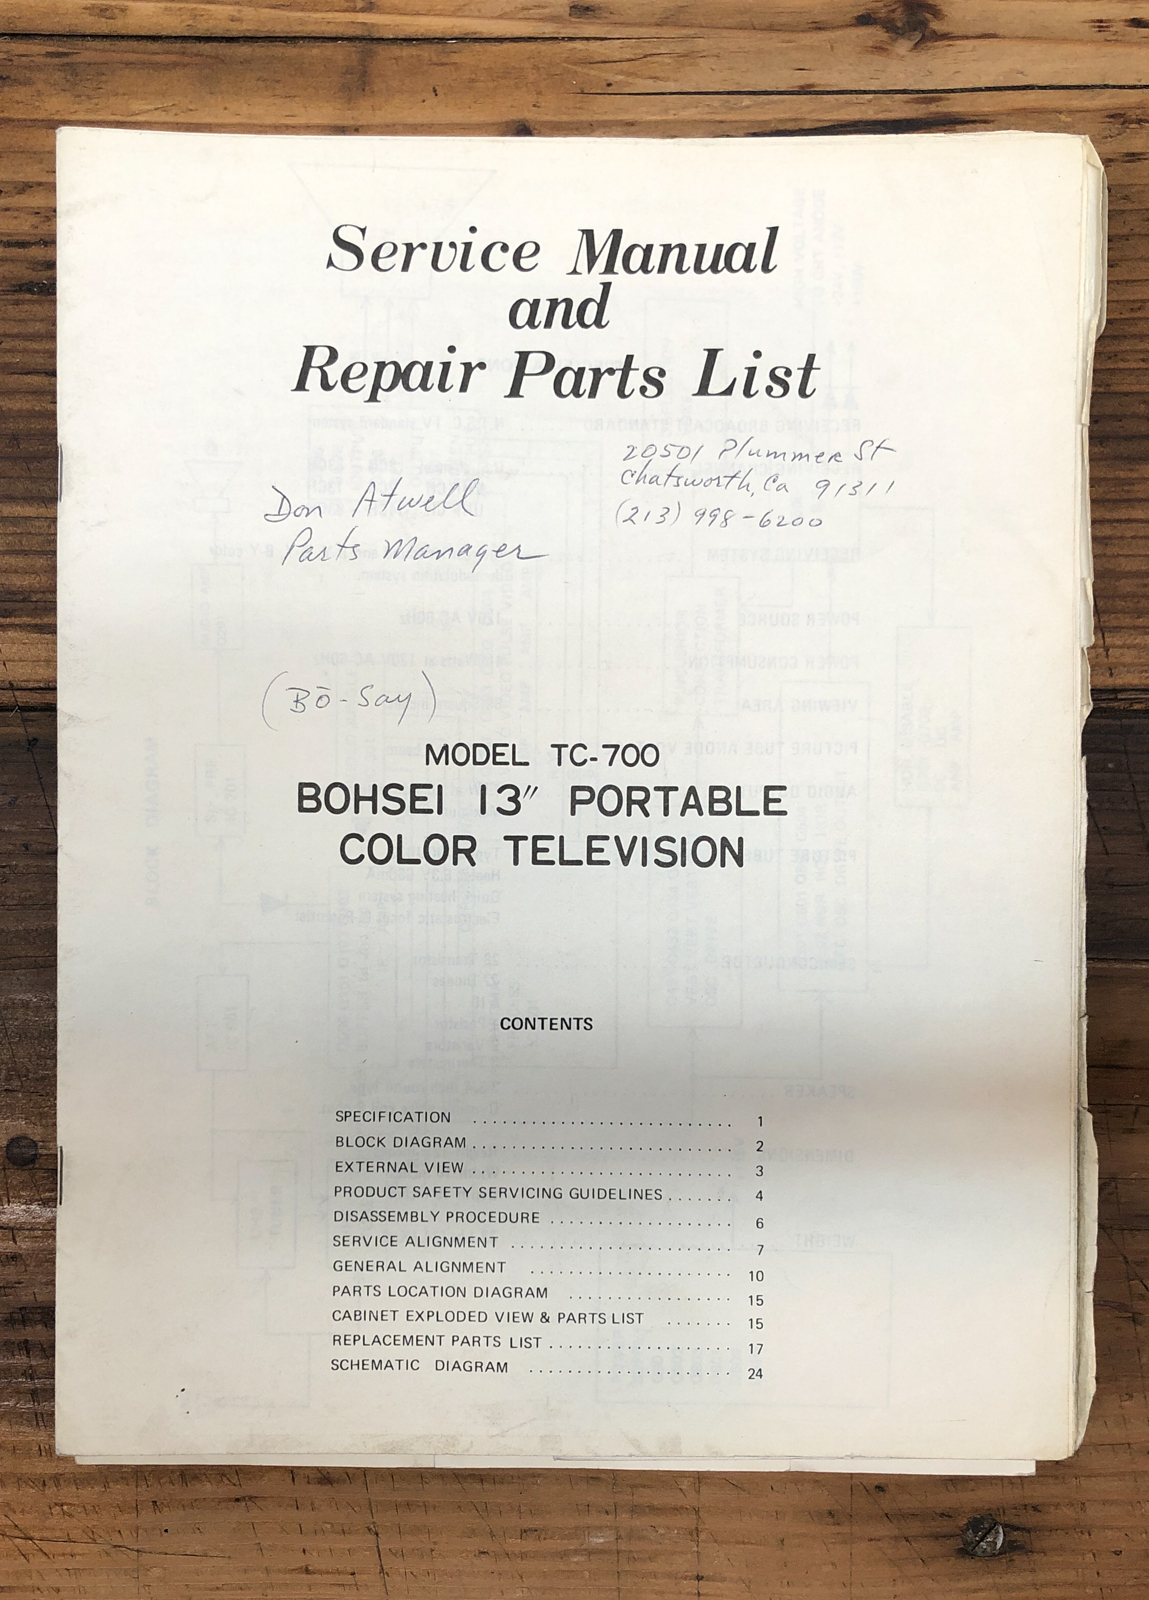 Service Manual
and
Repair Parts List
20501 Plummer St
Chatsworth, Ca 91311
(213) 998-6200
Don Atwell
Parts Manager
(Bō-Say)
MODEL TC-700
BOHSEI 13" PORTABLE
COLOR TELEVISION
CONTENTS
SPECIFICATION . . . . . . . . . . . . . . . . . . . . . . . . . . . 1
BLOCK DIAGRAM . . . . . . . . . . . . . . . . . . . . . . . . . . . 2
EXTERNAL VIEW . . . . . . . . . . . . . . . . . . . . . . . . . . . 3
PRODUCT SAFETY SERVICING GUIDELINES . . . . . . . 4
DISASSEMBLY PROCEDURE . . . . . . . . . . . . . . . . . . . 6
SERVICE ALIGNMENT . . . . . . . . . . . . . . . . . . . . . . . 7
GENERAL ALIGNMENT . . . . . . . . . . . . . . . . . . . . . 10
PARTS LOCATION DIAGRAM . . . . . . . . . . . . . . . . . 15
CABINET EXPLODED VIEW & PARTS LIST . . . . . . . 15
REPLACEMENT PARTS LIST . . . . . . . . . . . . . . . . . . . 17
SCHEMATIC DIAGRAM . . . . . . . . . . . . . . . . . . . . . 24